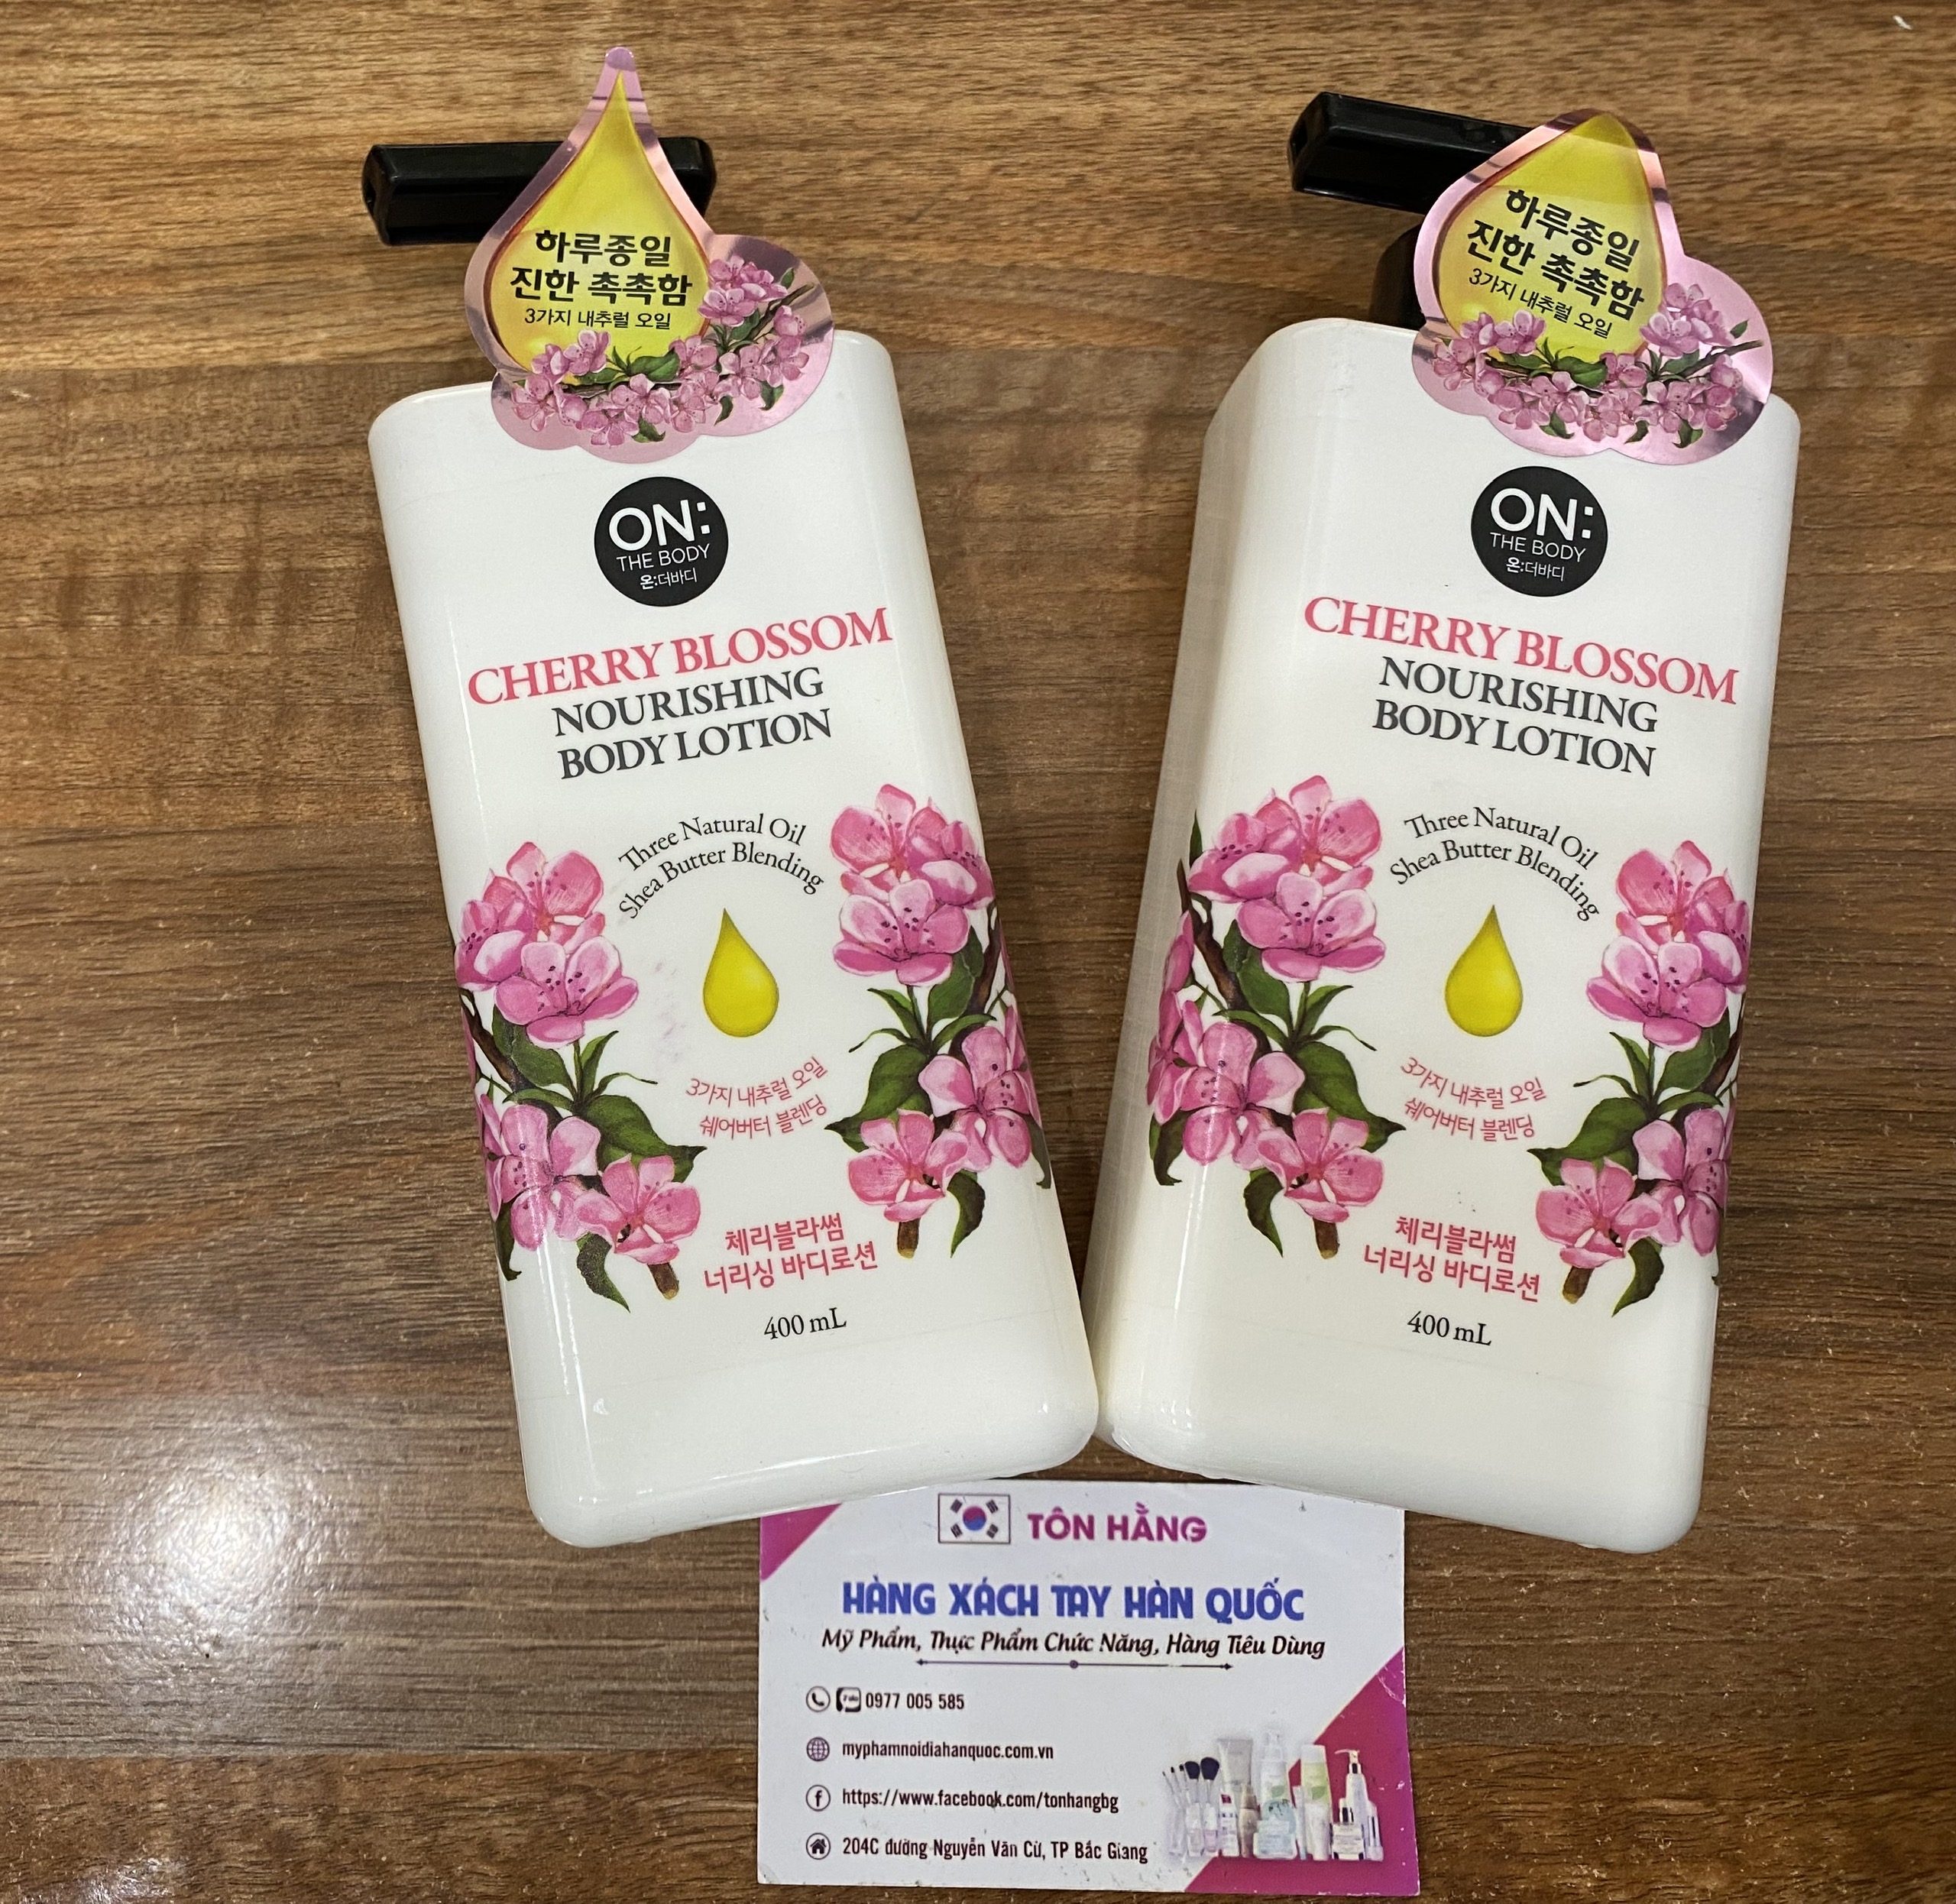 하루종일
진한 촉촉함
3가지 내추럴 오일
ON:
THE BODY
온:더바디
CHERRY BLOSSOM
NOURISHING
BODY LOTION
Three Natural Oil
Shea Butter Blending
3가지 내추럴 오일
쉐어버터 블렌딩
체리블라썸
너리싱 바디로션
400 mL
하루종일
진한 촉촉함
3가지 내추럴 오일
ON:
THE BODY
온:더바디
CHERRY BLOSSOM
NOURISHING
BODY LOTION
Three Natural Oil
Shea Butter Blending
3가지 내추럴 오일
쉐어버터 블렌딩
체리블라썸
너리싱 바디로션
400 mL
TÔN HẰNG
HÀNG XÁCH TAY HÀN QUỐC
Mỹ Phẩm, Thực Phẩm Chức Năng, Hàng Tiêu Dùng
0977 005 585
myphamnoidiahanquoc.com.vn
https://www.facebook.com/tonhangbg
204C đường Nguyễn Văn Cừ, TP Bắc Giang